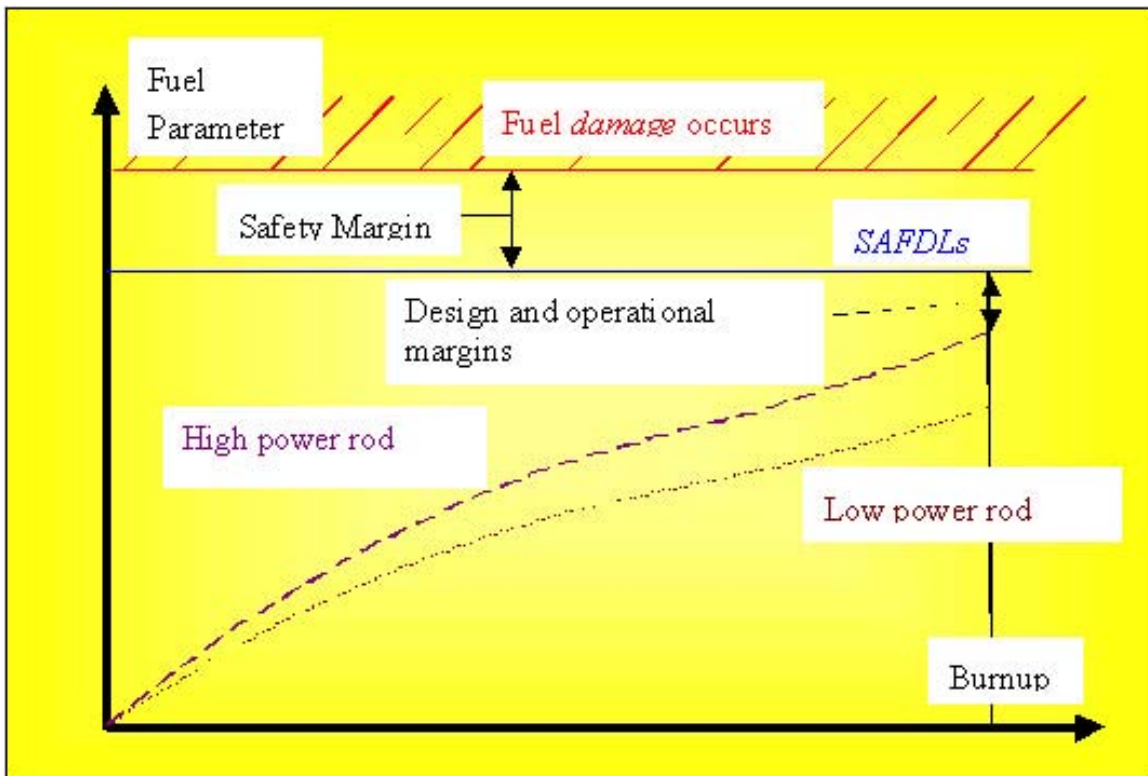 Fuel
Parameter
Fuel damage occurs
Safety Margin
SAFDLs
Design and operational
margins
High power rod
Low power rod
Burnup